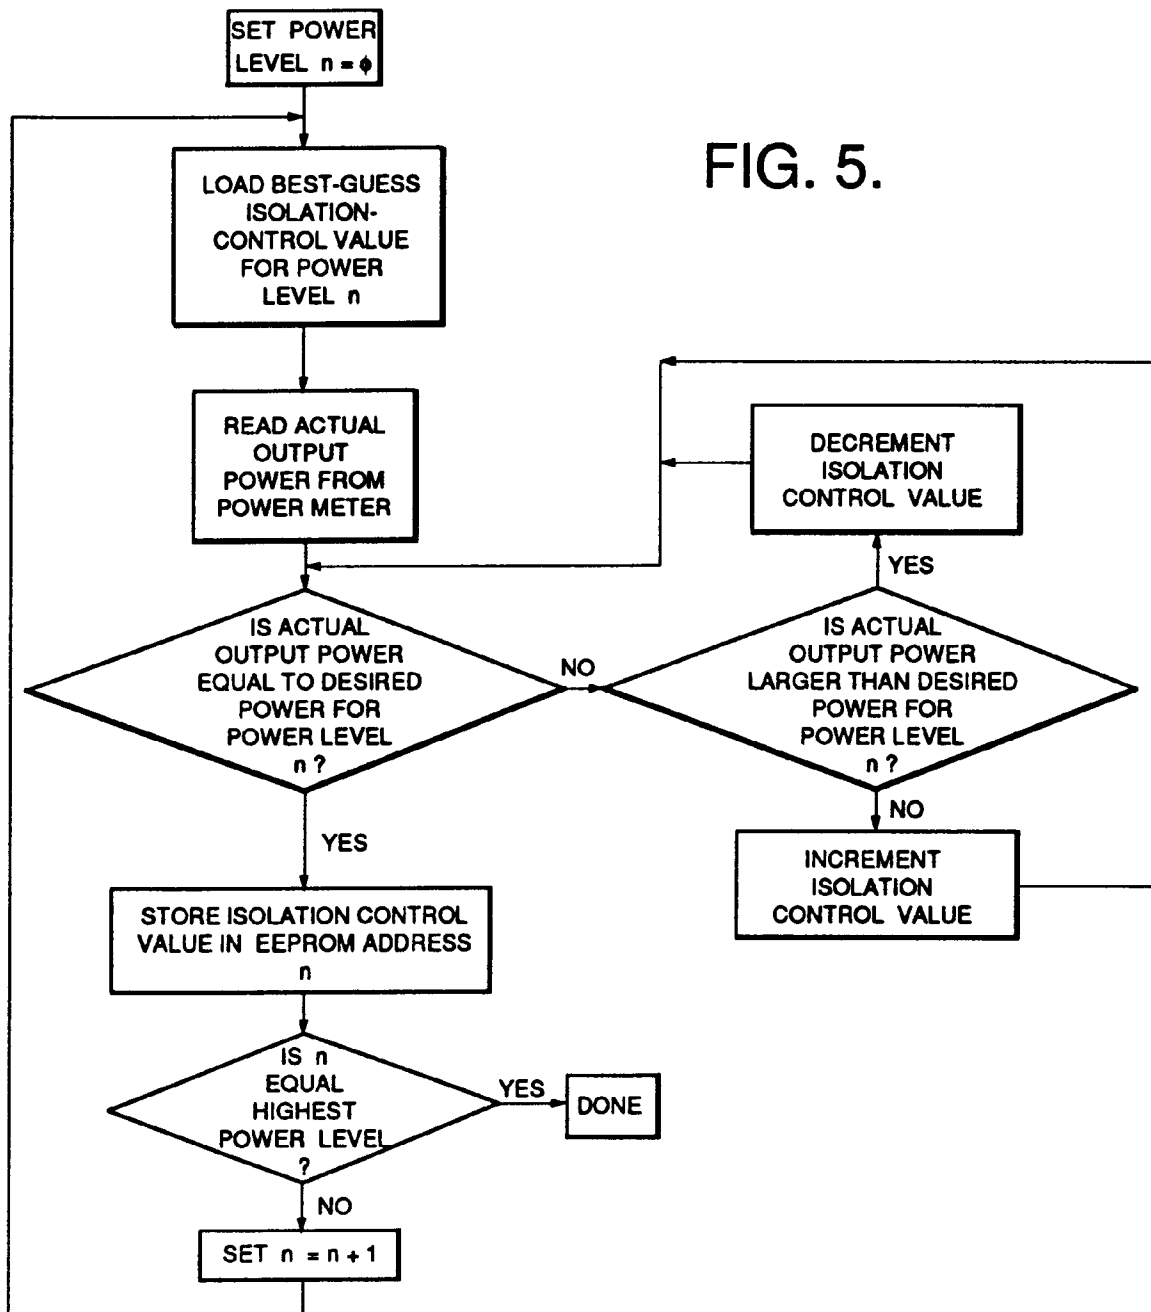 SET POWER
LEVEL n = ϕ
FIG. 5.
LOAD BEST-GUESS
ISOLATION-
CONTROL VALUE
FOR POWER
LEVEL n
READ ACTUAL
OUTPUT
POWER FROM
POWER METER
DECREMENT
ISOLATION
CONTROL VALUE
YES
IS ACTUAL
OUTPUT POWER
EQUAL TO DESIRED
POWER FOR
POWER LEVEL
n ?
NO
IS ACTUAL
OUTPUT POWER
LARGER THAN DESIRED
POWER FOR
POWER LEVEL
n ?
NO
YES
INCREMENT
ISOLATION
CONTROL VALUE
STORE ISOLATION CONTROL
VALUE IN EEPROM ADDRESS
n
IS n
EQUAL
HIGHEST
POWER LEVEL
?
YES
DONE
NO
SET n = n + 1